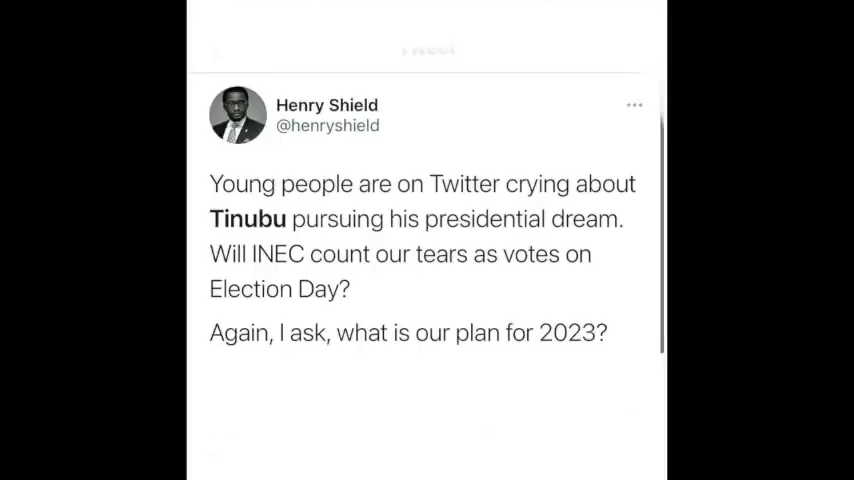 Henry Shield
@henryshield
Young people are on Twitter crying about
Tinubu pursuing his presidential dream.
Will INEC count our tears as votes on
Election Day?
Again, I ask, what is our plan for 2023?